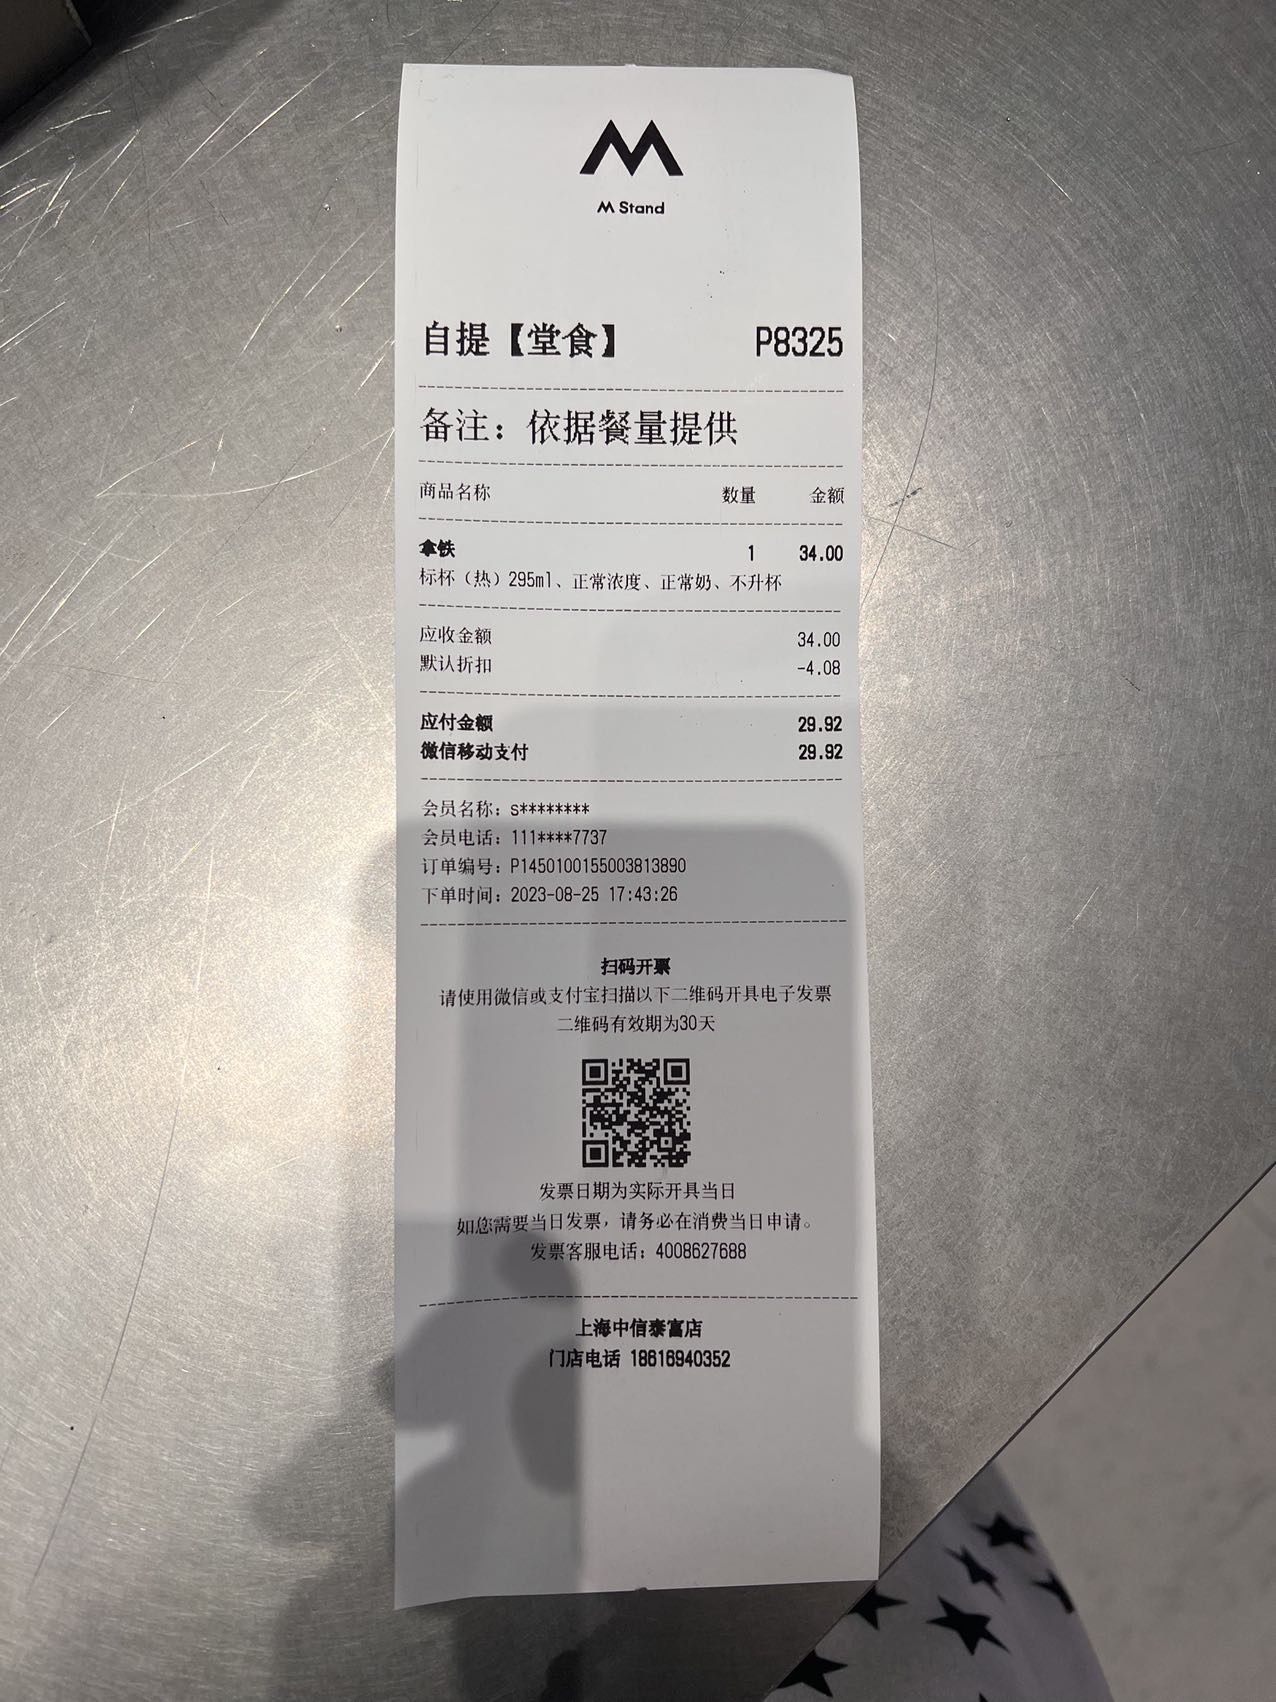 M Stand
自提【堂食】 P8325
备注：依据餐量提供
商品名称 数量 金额
拿铁 1 34.00
标杯（热）295ml、正常浓度、正常奶、不升杯
应收金额 34.00
默认折扣 -4.08
应付金额 29.92
微信移动支付 29.92
会员名称：s********
会员电话：111****7737
订单编号：P1450100155003813890
下单时间：2023-08-25 17:43:26
扫码开票
请使用微信或支付宝扫描以下二维码开具电子发票
二维码有效期为30天
发票日期为实际开具当日
如您需要当日发票，请务必在消费当日申请。
发票客服电话：4008627688
上海中信泰富店
门店电话 18616940352